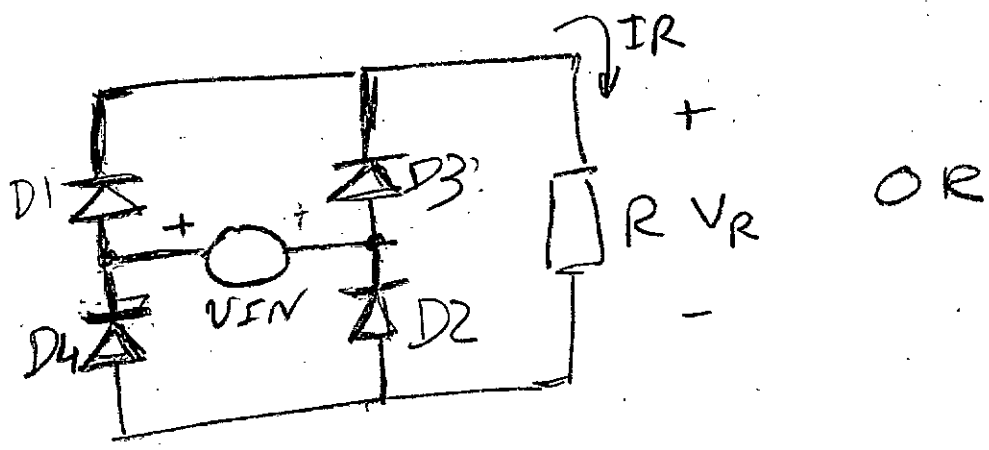 IR
+
D1
D3
+ +
R VR
OR
VIN
D4
D2
-